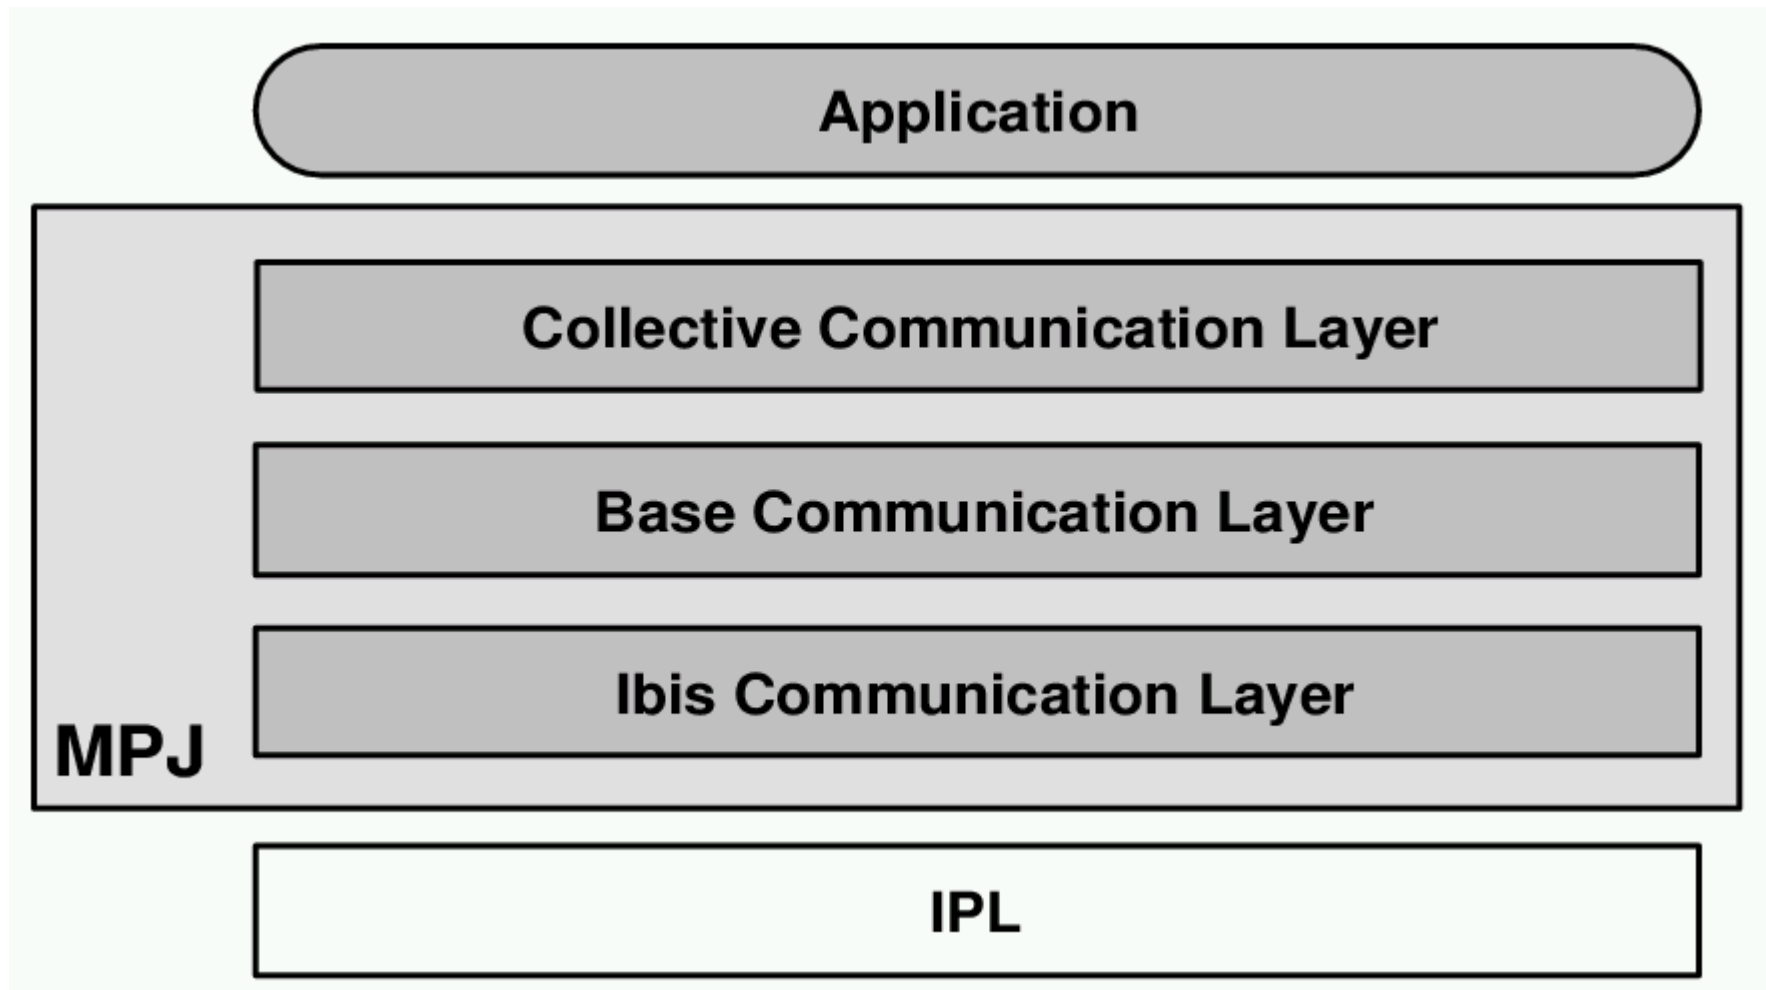 Application
Collective Communication Layer
Base Communication Layer
Ibis Communication Layer
MPJ
IPL